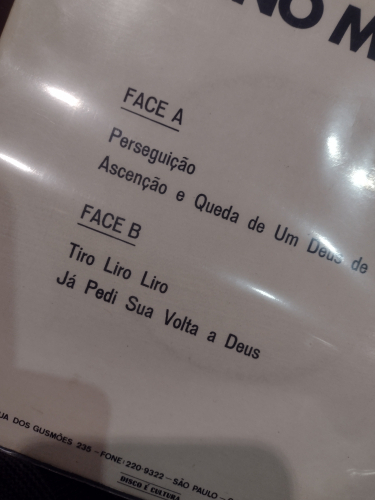 NO M
FACE A
Perseguição
Ascenção e Queda de Um Deus de
FACE B
Tiro Liro Liro
Já Pedi Sua Volta a Deus
UA DOS GUSMÕES 235 - FONE: 220-9322 - SÃO PAULO -
DISCO É CULTURA